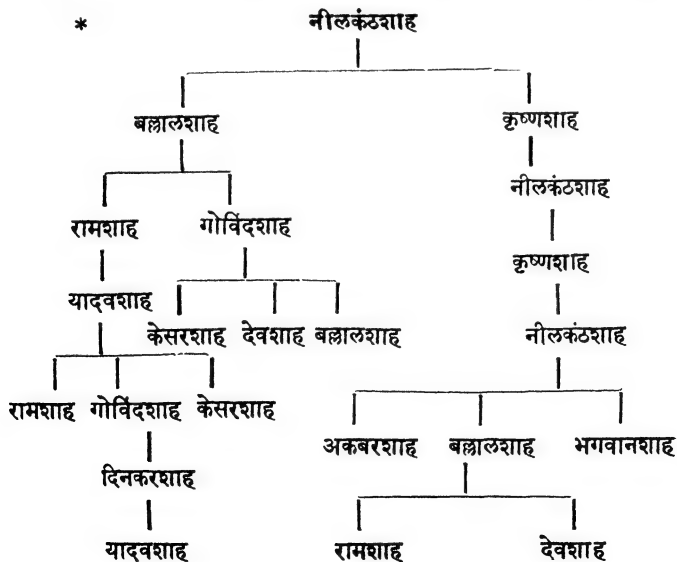 * नीलकंठशाह
बल्लालशाह कृष्णशाह
नीलकंठशाह
रामशाह गोविंदशाह
कृष्णशाह
यादवशाह
केसरशाह देवशाह बल्लालशाह नीलकंठशाह
रामशाह गोविंदशाह केसरशाह
अकबरशाह बल्लालशाह भगवानशाह
दिनकरशाह
यादवशाह रामशाह देवशाह